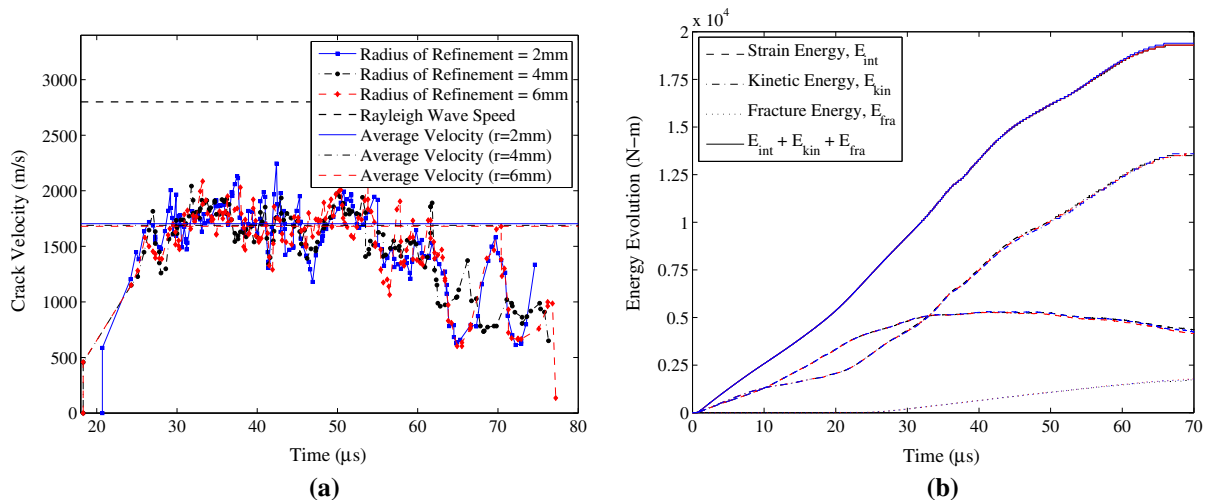 3000
2500
2000
1500
1000
500
0
Crack Velocity (m/s)
20 30 40 50 60 70 80
Time (μs)
Radius of Refinement = 2mm
Radius of Refinement = 4mm
Radius of Refinement = 6mm
Rayleigh Wave Speed
Average Velocity (r=2mm)
Average Velocity (r=4mm)
Average Velocity (r=6mm)
(a)
2 x 10^4
1.75
1.5
1.25
1
0.75
0.5
0.25
0
Energy Evolution (N-m)
0 10 20 30 40 50 60 70
Time (μs)
Strain Energy, E_int
Kinetic Energy, E_kin
Fracture Energy, E_fra
E_int + E_kin + E_fra
(b)